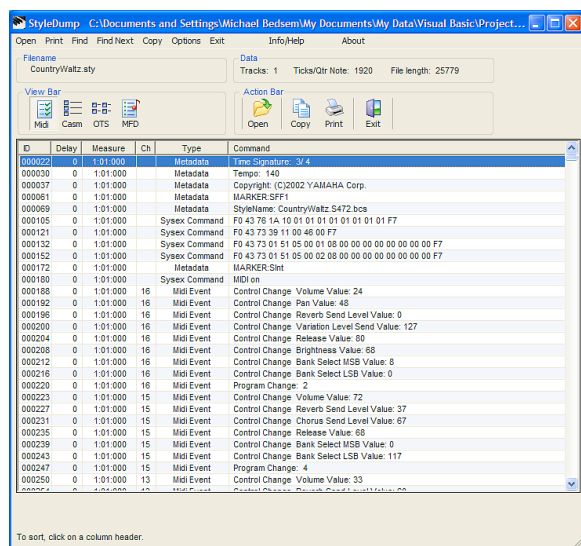 StyleDump C:\Documents and Settings\Michael Bedsem\My Documents\My Data\Visual Basic\Project...
Open Print Find Find Next Copy Options Exit Info/Help About
Filename
CountryWaltz.sty
Data
Tracks: 1 Ticks/Qtr Note: 1920 File length: 25779
View Bar
Midi Casm OTS MFD
Action Bar
Open Copy Print Exit
ID Delay Measure Ch Type Command
000022 0 1:01:000 Metadata Time Signature: 3/ 4
000030 0 1:01:000 Metadata Tempo: 140
000037 0 1:01:000 Metadata Copyright: (C)2002 YAMAHA Corp.
000061 0 1:01:000 Metadata MARKER:SFF1
000069 0 1:01:000 Metadata StyleName: CountryWaltz.S472.bcs
000105 0 1:01:000 Sysex Command F0 43 76 1A 10 01 01 01 01 01 01 01 01 F7
000121 0 1:01:000 Sysex Command F0 43 73 39 11 00 46 00 F7
000132 0 1:01:000 Sysex Command F0 43 73 01 51 05 00 01 08 00 00 00 00 00 00 00 00 F7
000152 0 1:01:000 Sysex Command F0 43 73 01 51 05 00 02 08 00 00 00 00 00 00 00 00 F7
000172 0 1:01:000 Metadata MARKER:SInt
000180 0 1:01:000 Sysex Command MIDI on
000188 0 1:01:000 16 Midi Event Control Change Volume Value: 24
000192 0 1:01:000 16 Midi Event Control Change Pan Value: 48
000196 0 1:01:000 16 Midi Event Control Change Reverb Send Level Value: 0
000200 0 1:01:000 16 Midi Event Control Change Variation Level Send Value: 127
000204 0 1:01:000 16 Midi Event Control Change Release Value: 80
000208 0 1:01:000 16 Midi Event Control Change Brightness Value: 68
000212 0 1:01:000 16 Midi Event Control Change Bank Select MSB Value: 8
000216 0 1:01:000 16 Midi Event Control Change Bank Select LSB Value: 0
000220 0 1:01:000 16 Midi Event Program Change: 2
000223 0 1:01:000 15 Midi Event Control Change Volume Value: 72
000227 0 1:01:000 15 Midi Event Control Change Reverb Send Level Value: 37
000231 0 1:01:000 15 Midi Event Control Change Chorus Send Level Value: 67
000235 0 1:01:000 15 Midi Event Control Change Release Value: 68
000239 0 1:01:000 15 Midi Event Control Change Bank Select MSB Value: 0
000243 0 1:01:000 15 Midi Event Control Change Bank Select LSB Value: 117
000247 0 1:01:000 15 Midi Event Program Change: 4
000250 0 1:01:000 13 Midi Event Control Change Volume Value: 33
To sort, click on a column header.